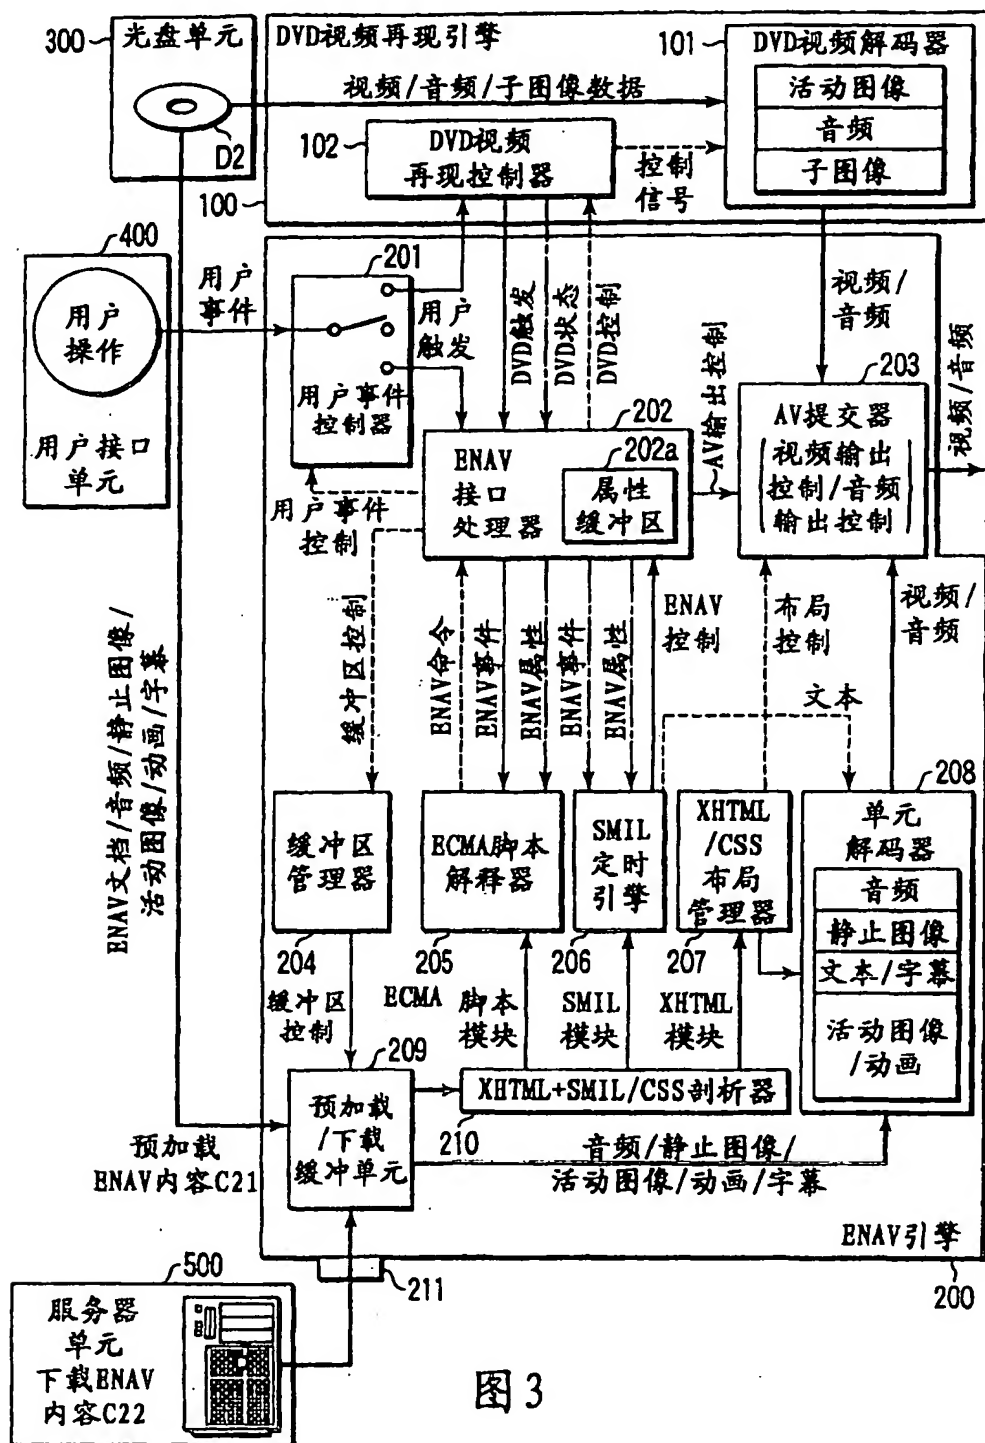 300
光盘单元
D2
DVD视频再现引擎
视频/音频/子图像数据
102
DVD视频
再现控制器
控制
信号
101
DVD视频解码器
活动图像
音频
子图像
100
400
用户
操作
用户接口
单元
用户
事件
201
用户事件
控制器
用户
触发
DVD触发
DVD状态
DVD控制
视频/
音频
202
ENAV
接口
处理器
202a
属性
缓冲区
AV输出控制
203
AV提交器
视频输出
控制/音频
输出控制
视频/音频
用户事件
控制
缓冲区控制
ENAV命令
ENAV事件
ENAV属性
ENAV事件
ENAV属性
ENAV
控制
布局
控制
视频/
音频
文本
ENAV文档/音频/静止图像/
活动图像/动画/字幕
缓冲区
管理器
204
ECMA脚本
解释器
205
SMIL
定时
引擎
206
XHTML
/CSS
布局
管理器
207
208
单元
解码器
音频
静止图像
文本/字幕
活动图像
/动画
缓冲区
控制
ECMA
脚本
模块
SMIL
模块
XHTML
模块
209
预加载
/下载
缓冲单元
XHTML+SMIL/CSS剖析器
210
音频/静止图像/
活动图像/动画/字幕
预加载
ENAV内容C21
ENAV引擎
200
211
500
服务器
单元
下载ENAV
内容C22
图3